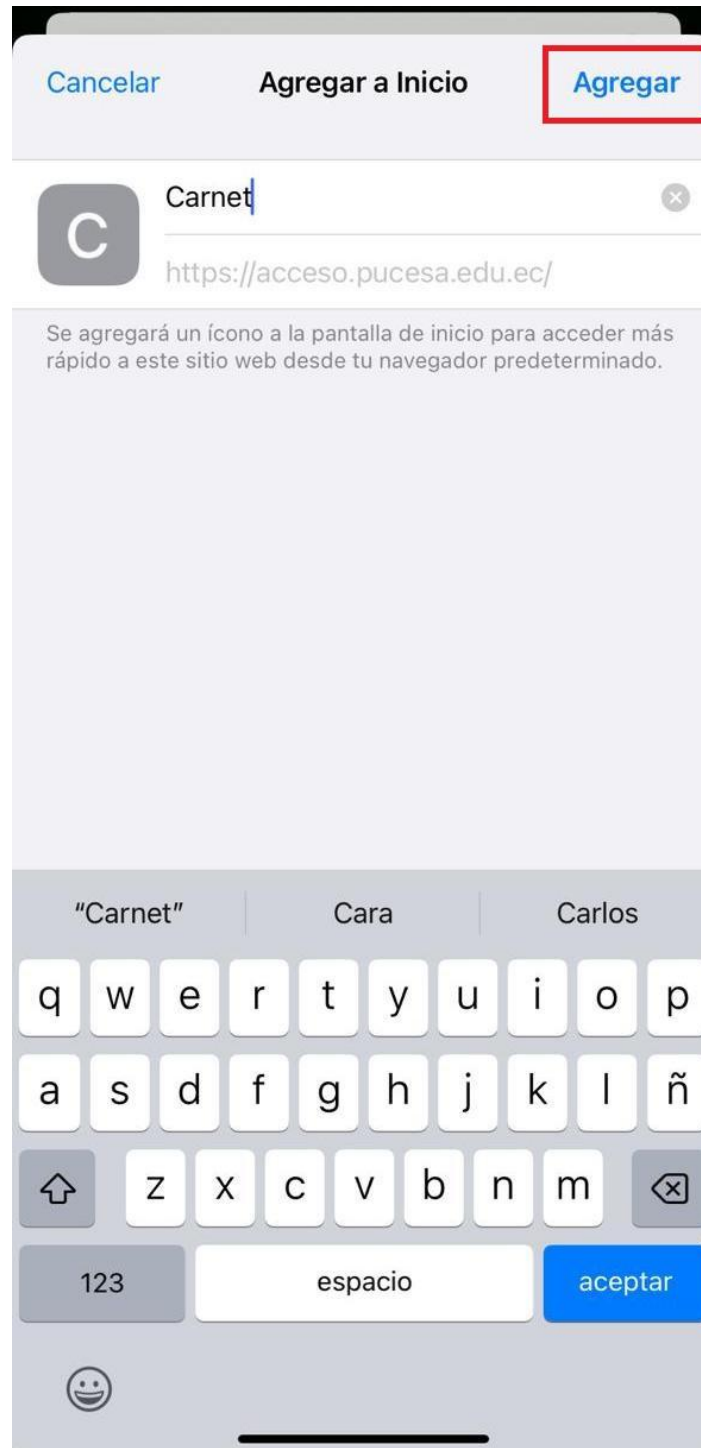 Cancelar Agregar a Inicio Agregar
C
Carnet
https://acceso.pucesa.edu.ec/
Se agregará un ícono a la pantalla de inicio para acceder más
rápido a este sitio web desde tu navegador predeterminado.
“Carnet” Cara Carlos
q w e r t y u i o p
a s d f g h j k l ñ
z x c v b n m
123 espacio aceptar